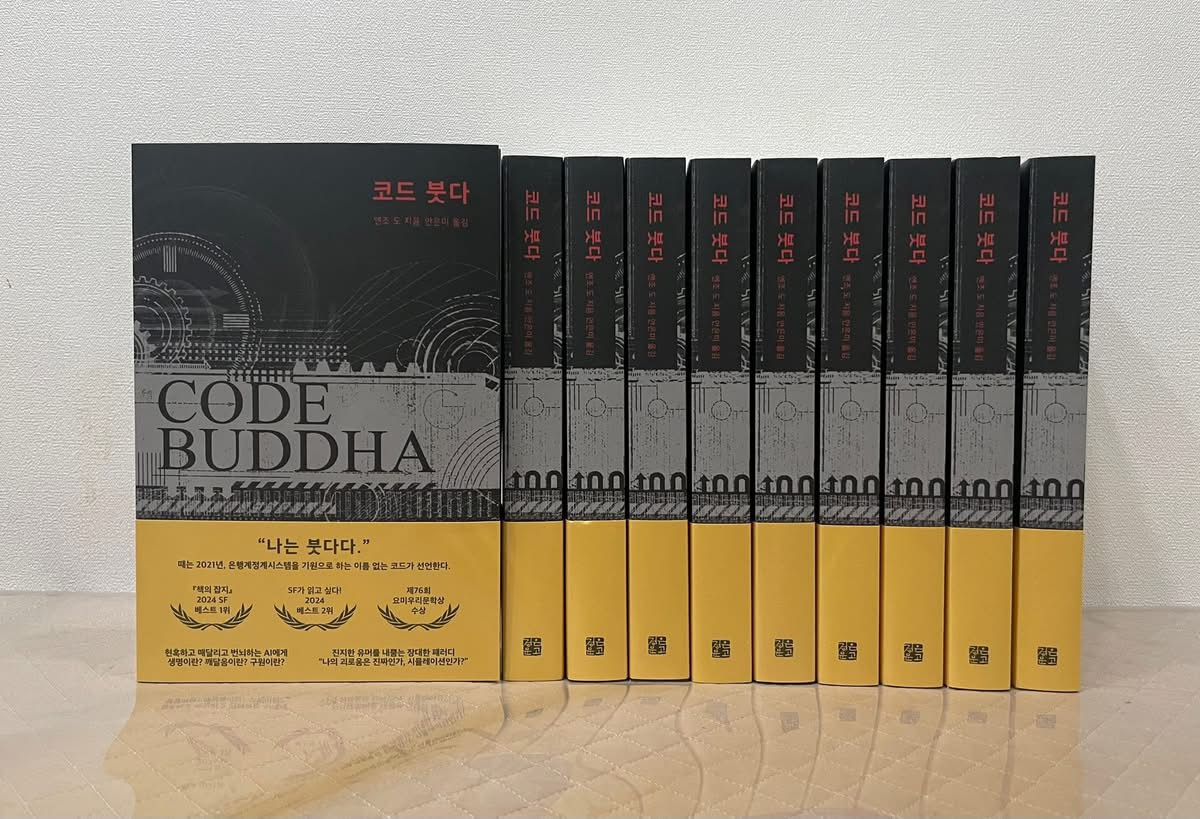 코드 붓다
엔조 도 지음 안은미 옮김
CODE
BUDDHA
“나는 붓다다.”
때는 2021년, 은행계정계시스템을 기원으로 하는 이름 없는 코드가 선언한다.
『책의 잡지』
2024 SF
베스트 1위
SF가 읽고 싶다!
2024
베스트 2위
제76회
요미우리문학상
수상
현혹하고 매달리고 번뇌하는 AI에게
생명이란? 깨달음이란? 구원이란?
진지한 유머를 내뿜는 장대한 패러디
“나의 괴로움은 진짜인가, 시뮬레이션인가?”
코드 붓다 엔조 도 지음 안은미 옮김
코드 붓다 엔조 도 지음 안은미 옮김
코드 붓다 엔조 도 지음 안은미 옮김
코드 붓다 엔조 도 지음 안은미 옮김
코드 붓다 엔조 도 지음 안은미 옮김
코드 붓다 엔조 도 지음 안은미 옮김
코드 붓다 엔조 도 지음 안은미 옮김
코드 붓다 엔조 도 지음 안은미 옮김
코드 붓다 엔조 도 지음 안은미 옮김